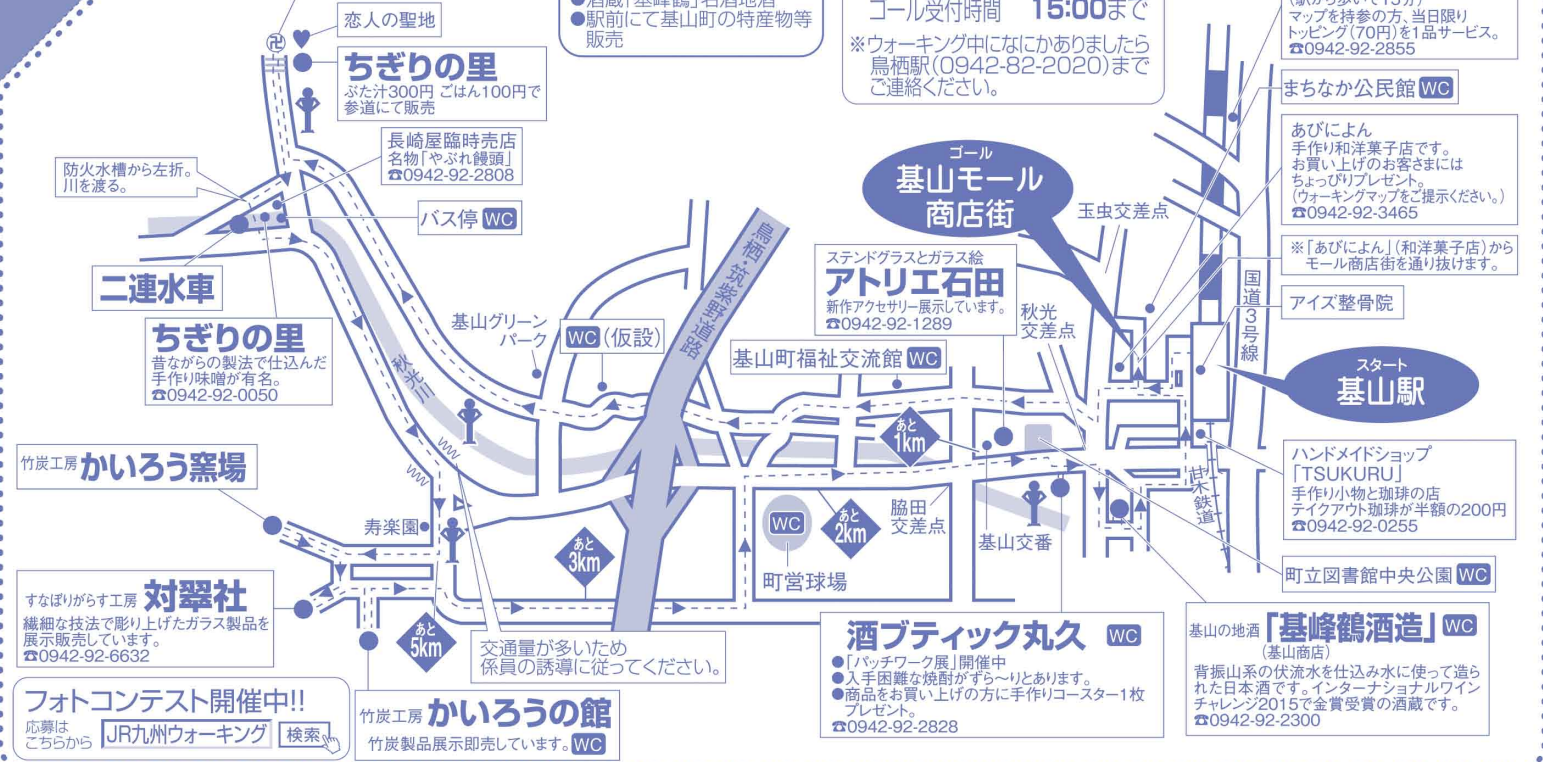 恋人の聖地
ちぎりの里
ぶた汁300円 ごはん100円で
参道にて販売
長崎屋臨時売店
名物「やぶれ饅頭」
☎0942-92-2808
防火水槽から左折。
川を渡る。
バス停 WC
二連水車
ちぎりの里
昔ながらの製法で仕込んだ
手作り味噌が有名。
☎0942-92-0050
●酒蔵「基峰鶴」名酒地酒
●駅前にて基山町の特産物等
販売
ゴール受付時間 15:00まで
※ウォーキング中になにかありましたら
鳥栖駅(0942-82-2020)まで
ご連絡ください。
(駅から歩いて15分)
マップを持参の方、当日限り
トッピング(70円)を1品サービス。
☎0942-92-2855
まちなか公民館 WC
あびによん
手作り和洋菓子店です。
お買い上げのお客さまには
ちょっぴりプレゼント。
(ウォーキングマップをご提示ください。)
☎0942-92-3465
※「あびによん」(和洋菓子店)から
モール商店街を通り抜けます。
アイズ整骨院
国道3号線
スタート
基山駅
ゴール
基山モール
商店街
玉虫交差点
ステンドグラスとガラス絵
アトリエ石田
新作アクセサリー展示しています。
☎0942-92-1289
秋光
交差点
鳥栖・筑紫野道路
基山グリーン
パーク
WC (仮設)
基山町福祉交流館 WC
秋光川
あと
1km
竹炭工房 かいろう窯場
寿楽園
あと
3km
WC
町営球場
あと
2km
脇田
交差点
基山交番
甘木鉄道
ハンドメイドショップ
「TSUKURU」
手作り小物と珈琲の店
テイクアウト珈琲が半額の200円
☎0942-92-0255
町立図書館中央公園 WC
すなぼりがらす工房 対翠社
繊細な技法で彫り上げたガラス製品を
展示販売しています。
☎0942-92-6632
あと
5km
交通量が多いため
係員の誘導に従ってください。
酒ブティック丸久 WC
●「パッチワーク展」開催中
●入手困難な焼酎がずら〜りとあります。
●商品をお買い上げの方に手作りコースター1枚
プレゼント。
☎0942-92-2828
基山の地酒「基峰鶴酒造」WC
(基山商店)
背振山系の伏流水を仕込み水に使って造ら
れた日本酒です。インターナショナルワイン
チャレンジ2015で金賞受賞の酒蔵です。
☎0942-92-2300
フォトコンテスト開催中!!
応募は
こちらから
JR九州ウォーキング 検索
竹炭工房 かいろうの館
竹炭製品展示即売しています。WC